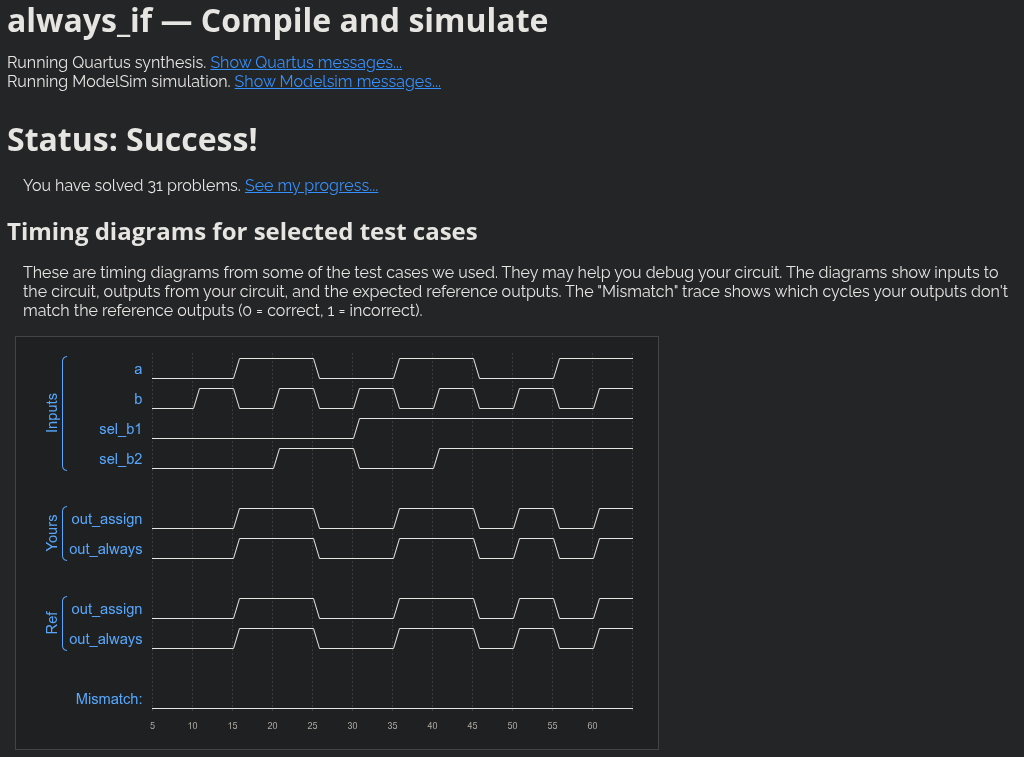 always_if — Compile and simulate
Running Quartus synthesis. Show Quartus messages...
Running ModelSim simulation. Show Modelsim messages...
Status: Success!
You have solved 31 problems. See my progress...
Timing diagrams for selected test cases
These are timing diagrams from some of the test cases we used. They may help you debug your circuit. The diagrams show inputs to
the circuit, outputs from your circuit, and the expected reference outputs. The "Mismatch" trace shows which cycles your outputs don't
match the reference outputs (0 = correct, 1 = incorrect).
Inputs
a
b
sel_b1
sel_b2
Yours
out_assign
out_always
Ref
out_assign
out_always
Mismatch:
5 10 15 20 25 30 35 40 45 50 55 60